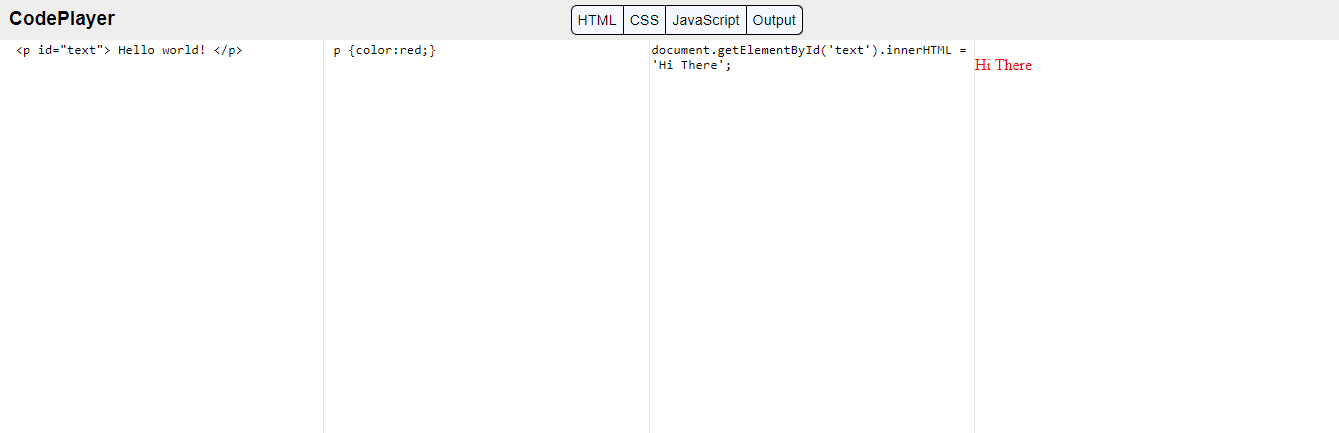 CodePlayer
HTML CSS JavaScript Output
<p id="text"> Hello world! </p>
p {color:red;}
document.getElementById('text').innerHTML =
'Hi There';
Hi There